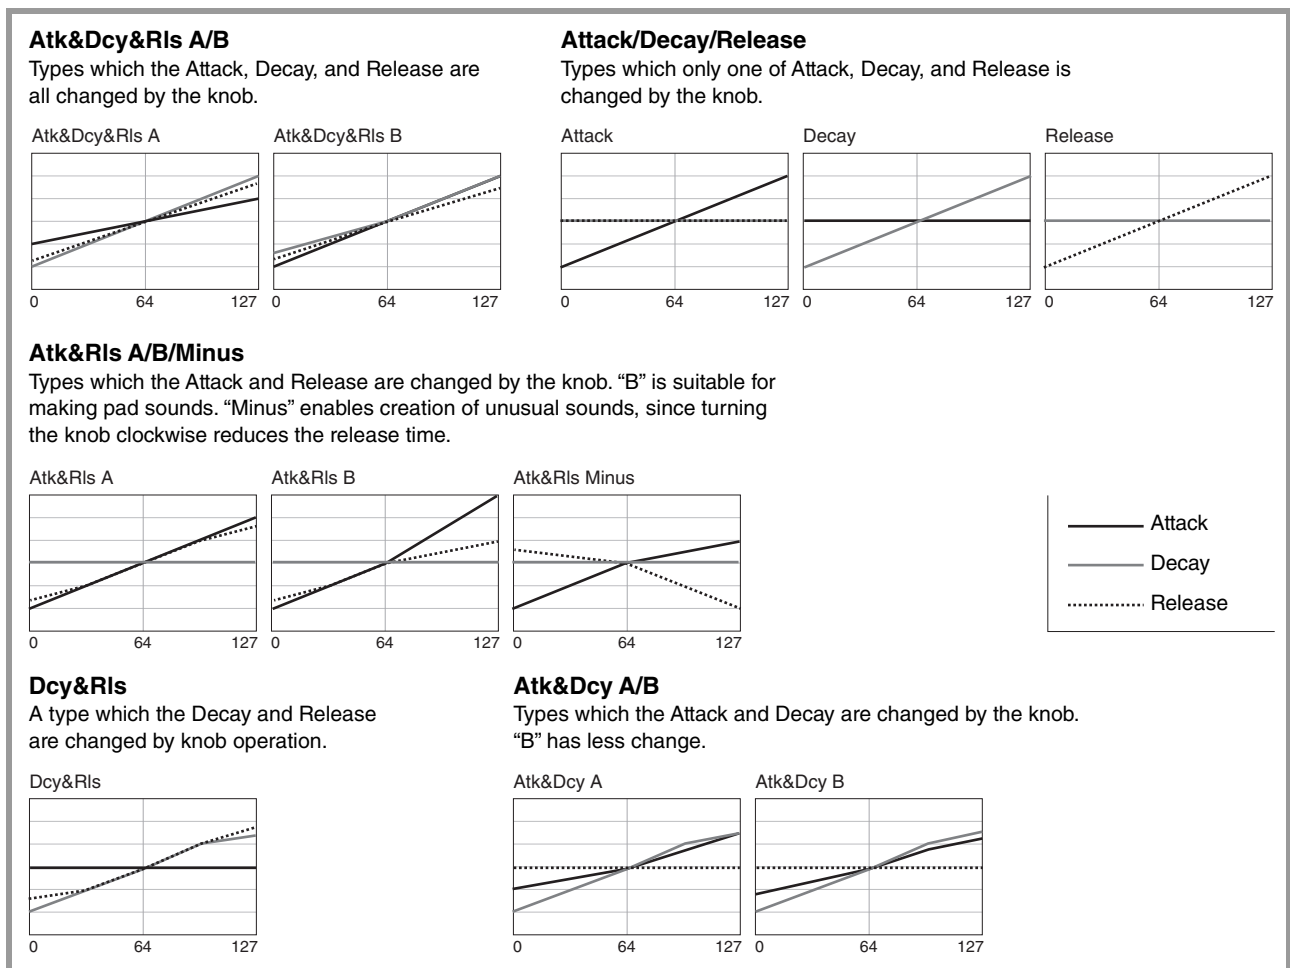 Atk&Dcy&Rls A/B
Types which the Attack, Decay, and Release are
all changed by the knob.
Atk&Dcy&Rls A
Atk&Dcy&Rls B
0 64 127
0 64 127
Attack/Decay/Release
Types which only one of Attack, Decay, and Release is
changed by the knob.
Attack
Decay
Release
0 64 127
0 64 127
0 64 127
Atk&Rls A/B/Minus
Types which the Attack and Release are changed by the knob. “B” is suitable for
making pad sounds. “Minus” enables creation of unusual sounds, since turning
the knob clockwise reduces the release time.
Atk&Rls A
Atk&Rls B
Atk&Rls Minus
0 64 127
0 64 127
0 64 127
Attack
Decay
Release
Dcy&Rls
A type which the Decay and Release
are changed by knob operation.
Dcy&Rls
0 64 127
Atk&Dcy A/B
Types which the Attack and Decay are changed by the knob.
“B” has less change.
Atk&Dcy A
Atk&Dcy B
0 64 127
0 64 127